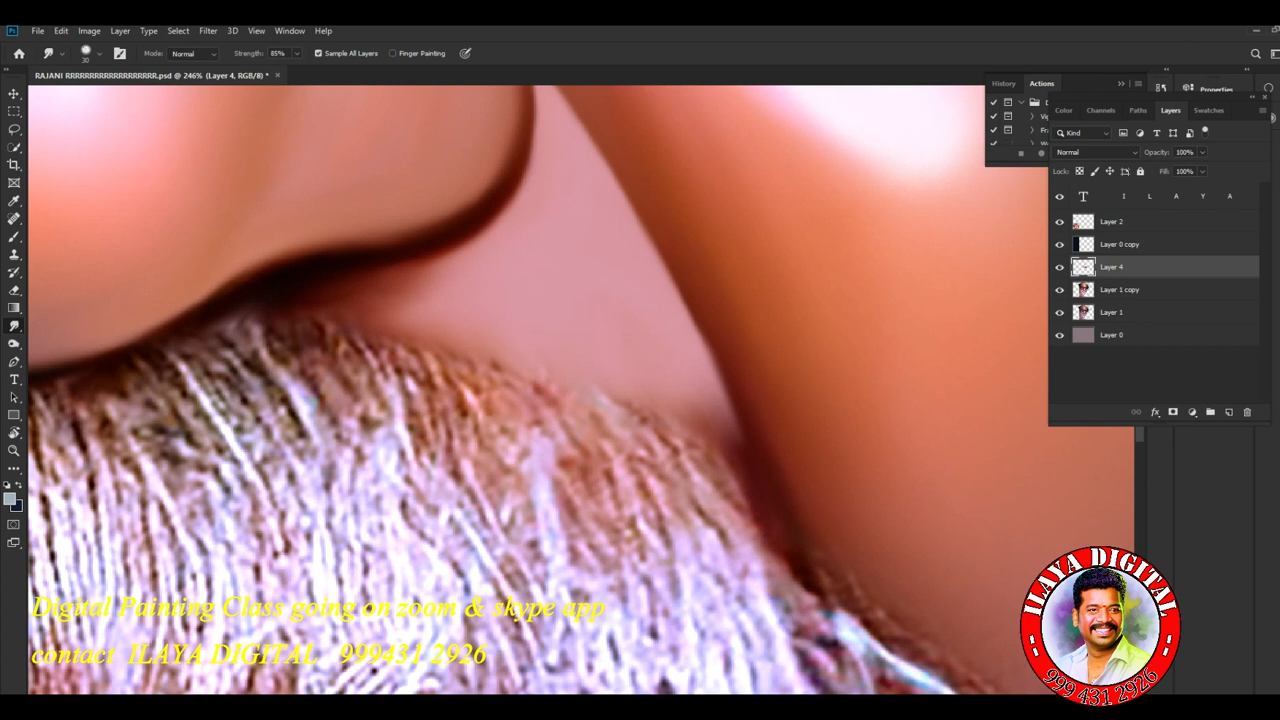 Ps File Edit Image Layer Type Select Filter 3D View Window Help
30 Mode: Normal Strength: 85% Sample All Layers Finger Painting
RAJANI RRRRRRRRRRRRRRRRRRR.psd @ 246% (Layer 4, RGB/8) *
History Actions
Properties
Color Channels Paths Layers Swatches
Kind
Normal Opacity: 100%
Lock: Fill: 100%
T I L A Y A
Layer 2
Layer 0 copy
Layer 4
Layer 1 copy
Layer 1
Layer 0
Digital Painting Class going on zoom & skype app
contact ILAYA DIGITAL 999431 2926
ILAYA DIGITAL
999 431 2926